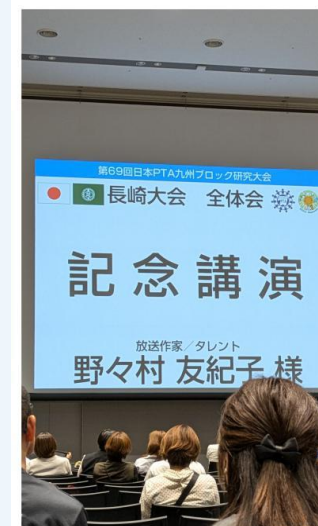 第69回日本PTA九州ブロック研究大会
長崎大会 全体会
記念講演
放送作家/タレント
野々村 友紀子 様